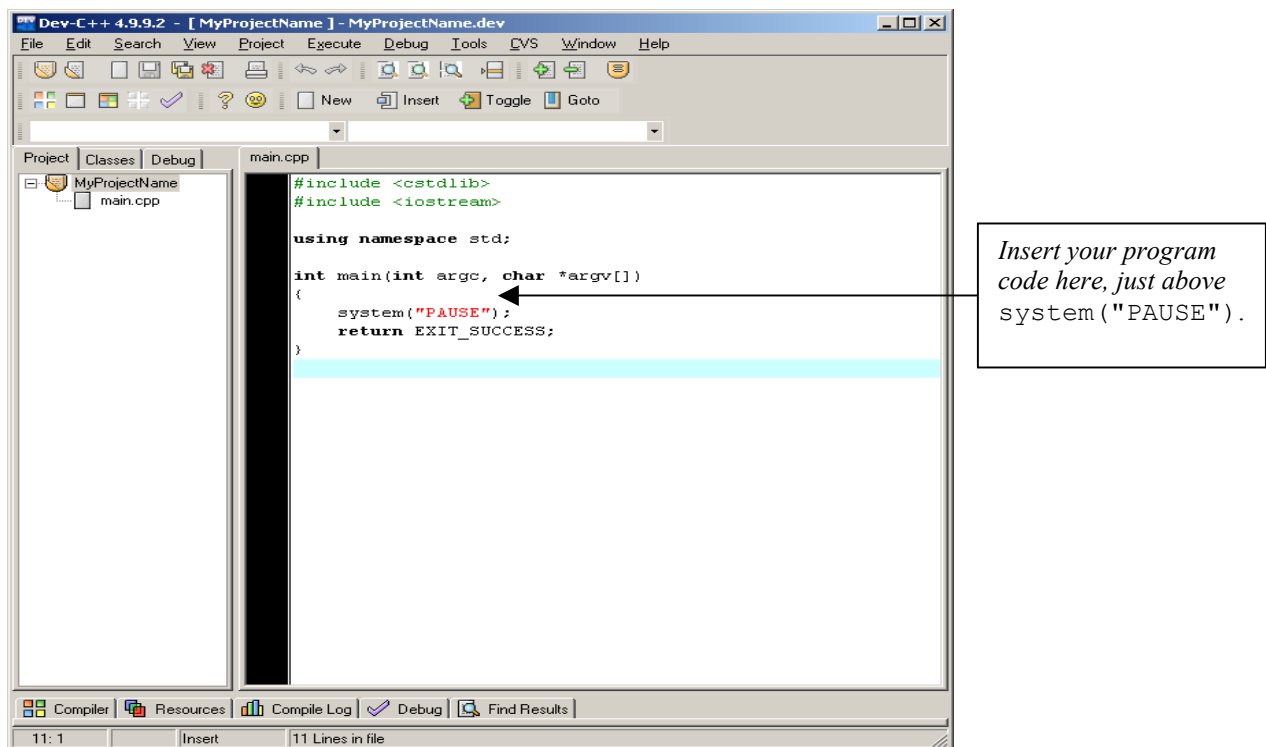 Dev-C++ 4.9.9.2 - [ MyProjectName ] - MyProjectName.dev
File Edit Search View Project Execute Debug Tools CVS Window Help
New Insert Toggle Goto
Project Classes Debug
main.cpp
MyProjectName
main.cpp
#include <cstdlib>
#include <iostream>
using namespace std;
int main(int argc, char *argv[])
{
system("PAUSE");
return EXIT_SUCCESS;
}
Insert your program
code here, just above
system("PAUSE").
Compiler Resources Compile Log Debug Find Results
11: 1 Insert 11 Lines in file